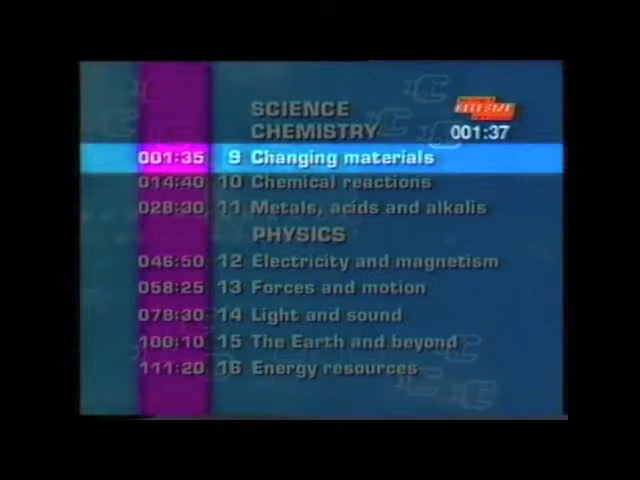 SCIENCE
CHEMISTRY
001:37
001:35 9 Changing materials
014:40 10 Chemical reactions
028:30 11 Metals, acids and alkalis
PHYSICS
046:50 12 Electricity and magnetism
058:25 13 Forces and motion
078:30 14 Light and sound
100:10 15 The Earth and beyond
111:20 16 Energy resources